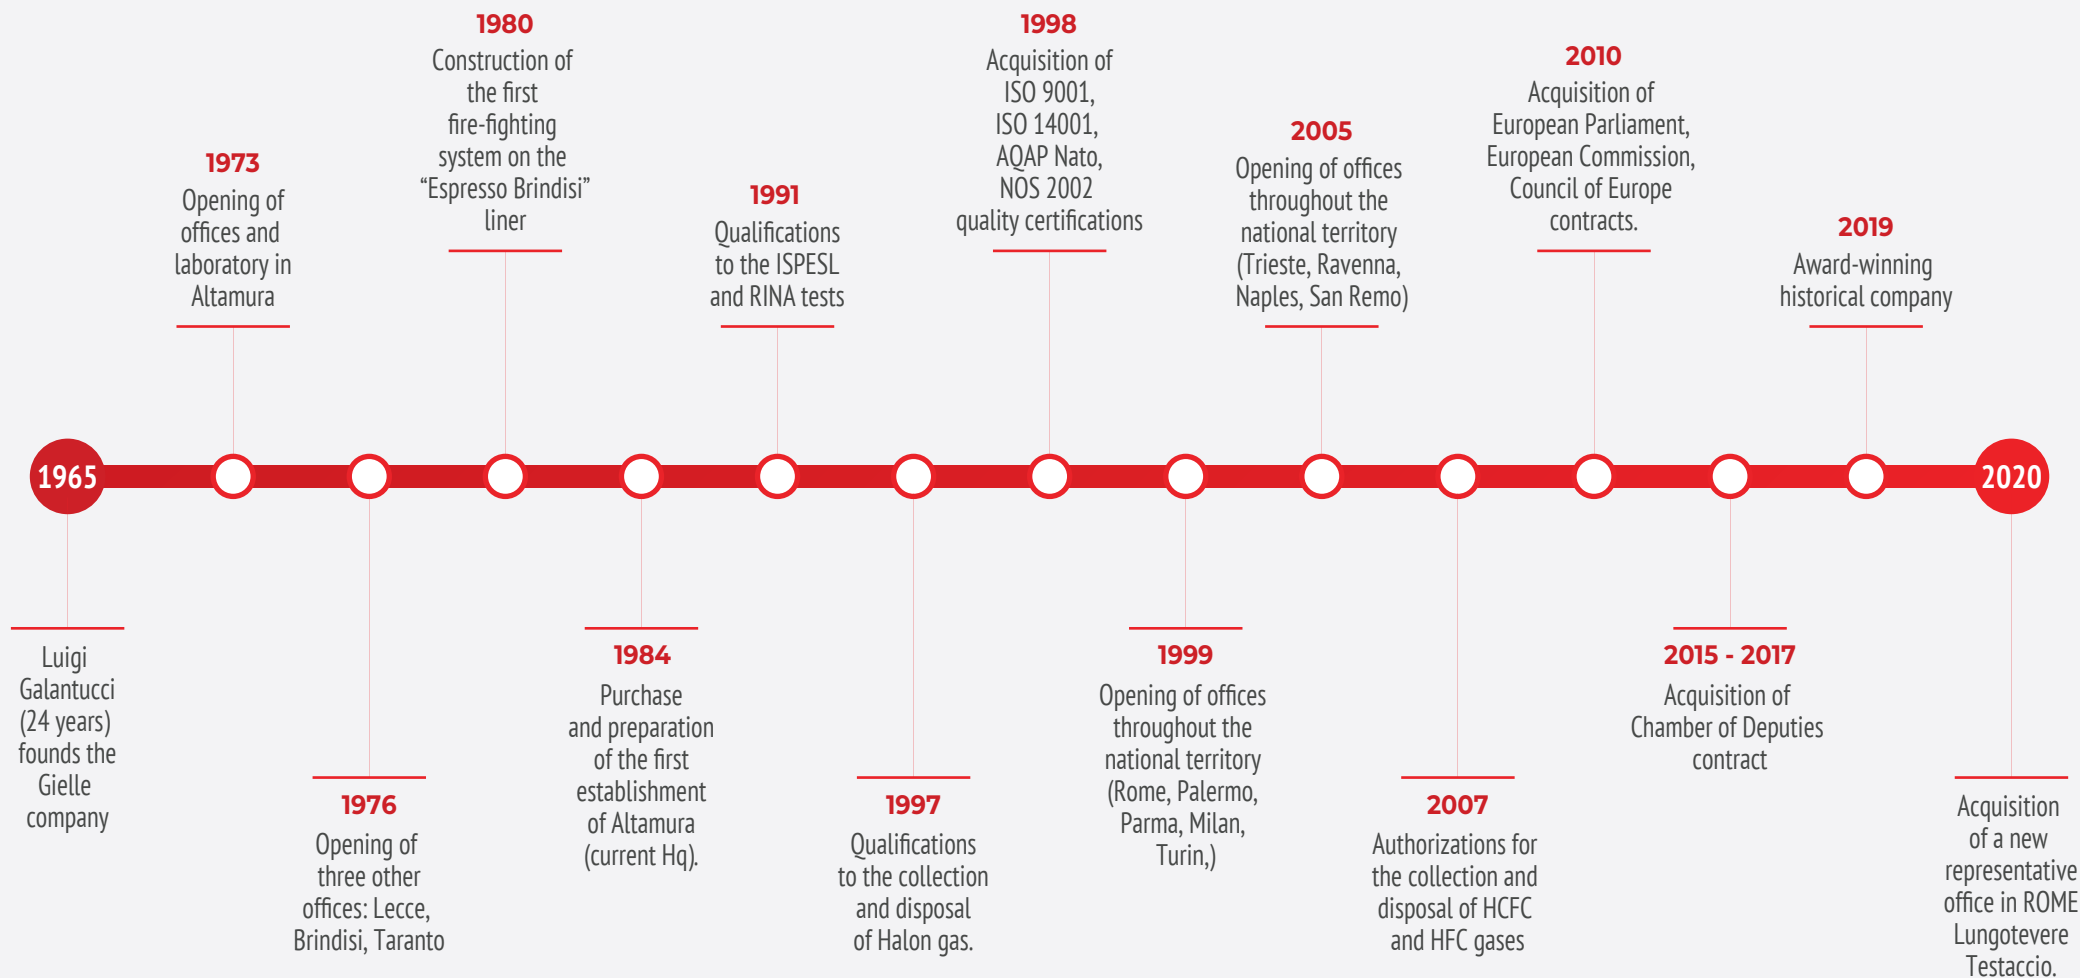 1965
Luigi
Galantucci
(24 years)
founds the
Gielle
company
1973
Opening of
offices and
laboratory in
Altamura
1976
Opening of
three other
offices: Lecce,
Brindisi, Taranto
1980
Construction of
the first
fire-fighting
system on the
“Espresso Brindisi”
liner
1984
Purchase
and preparation
of the first
establishment
of Altamura
(current Hq).
1991
Qualifications
to the ISPESL
and RINA tests
1997
Qualifications
to the collection
and disposal
of Halon gas.
1998
Acquisition of
ISO 9001,
ISO 14001,
AQAP Nato,
NOS 2002
quality certifications
1999
Opening of offices
throughout the
national territory
(Rome, Palermo,
Parma, Milan,
Turin,)
2005
Opening of offices
throughout the
national territory
(Trieste, Ravenna,
Naples, San Remo)
2007
Authorizations for
the collection and
disposal of HCFC
and HFC gases
2010
Acquisition of
European Parliament,
European Commission,
Council of Europe
contracts.
2015 - 2017
Acquisition of
Chamber of Deputies
contract
2019
Award-winning
historical company
2020
Acquisition
of a new
representative
office in ROME
Lungotevere
Testaccio.